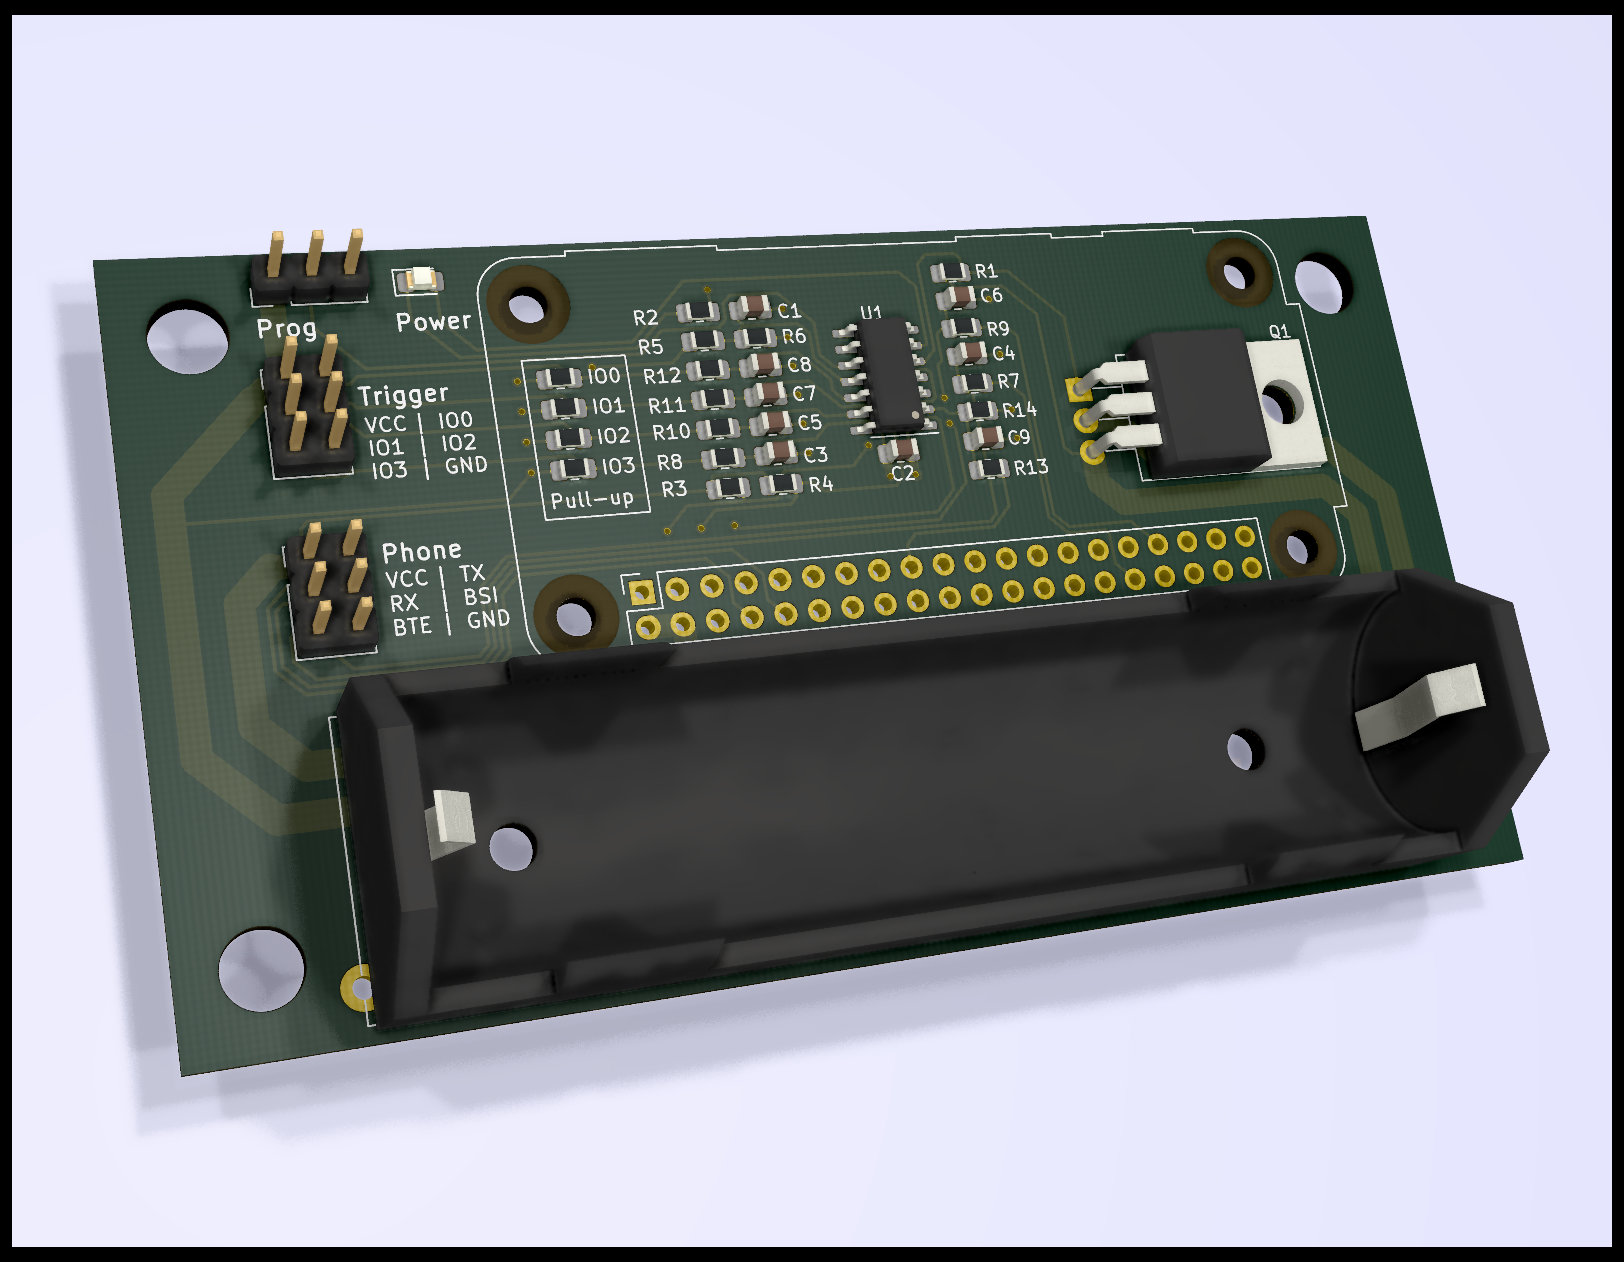 Prog
Power
Trigger
VCC | IO0
IO1 | IO2
IO3 | GND
Phone
VCC | TX
RX | BSI
BTE | GND
IO0
IO1
IO2
IO3
Pull-up
R2 C1
R5 R6
R12 C8
R11 C7
R10 C5
R8 C3
R3 R4
U1
C2
R1
C6
R9
C4
R7
R14
C9
R13
Q1